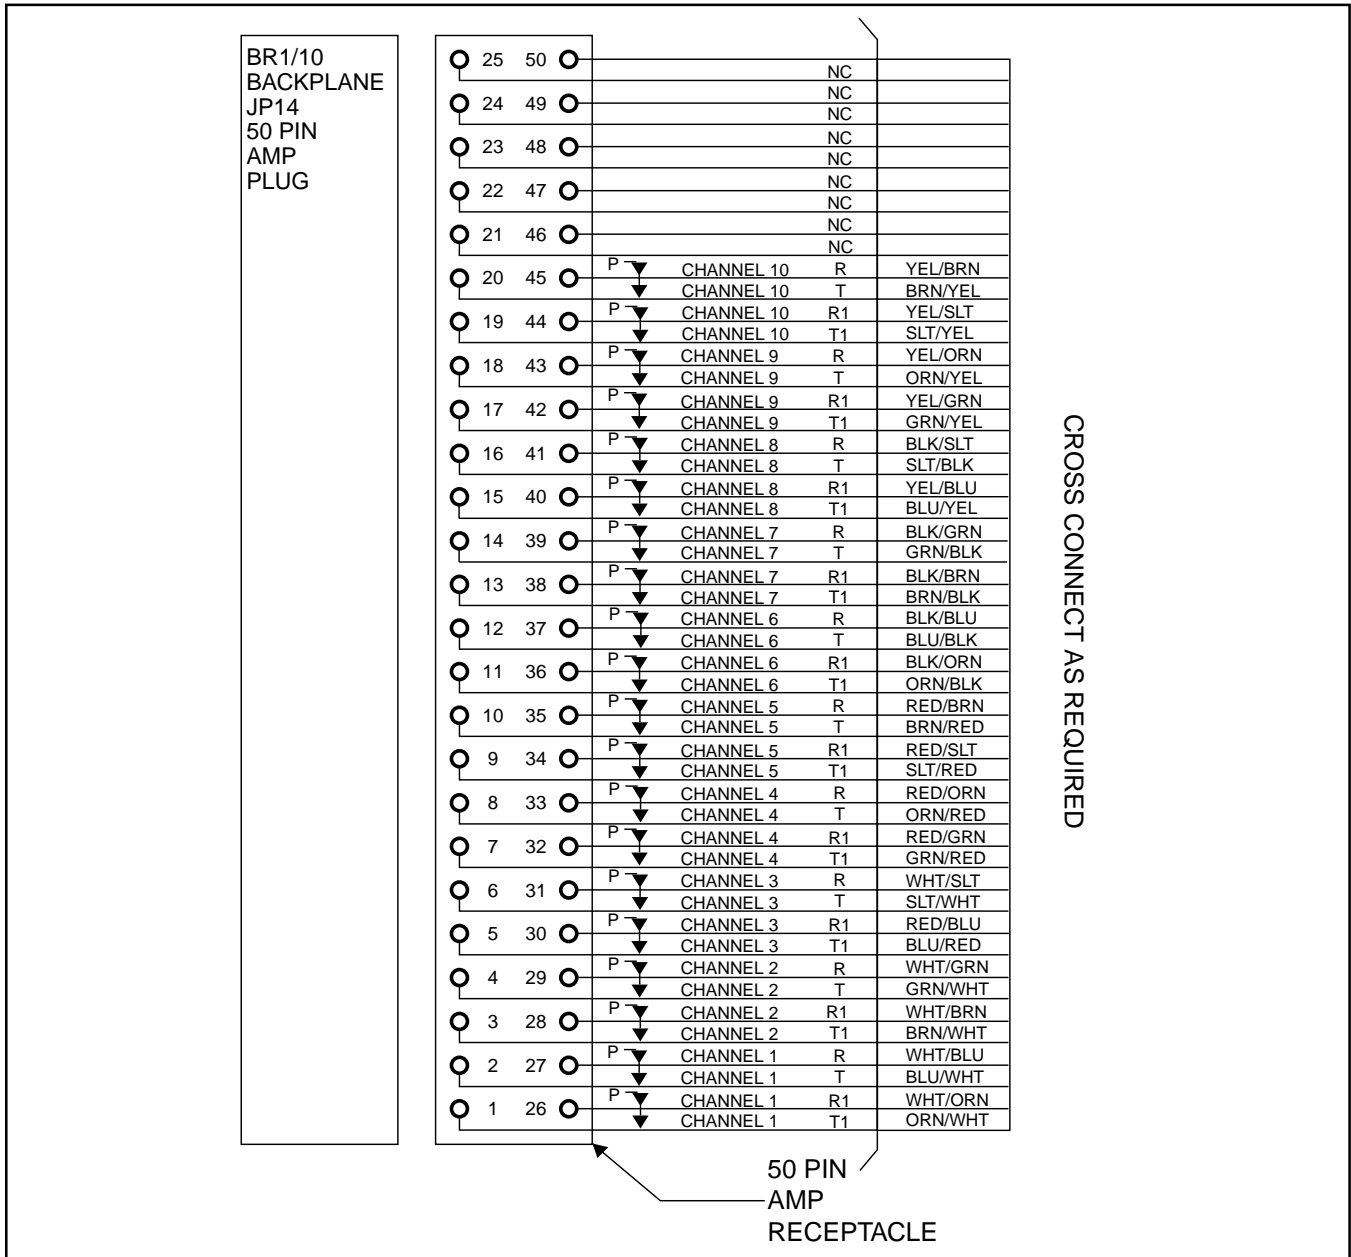 BR1/10
BACKPLANE
JP14
50 PIN
AMP
PLUG
25 50
NC
NC
24 49
NC
NC
23 48
NC
NC
22 47
NC
NC
21 46
NC
P CHANNEL 10 R YEL/BRN
20 45
CHANNEL 10 T BRN/YEL
P CHANNEL 10 R1 YEL/SLT
19 44
CHANNEL 10 T1 SLT/YEL
P CHANNEL 9 R YEL/ORN
18 43
CHANNEL 9 T ORN/YEL
P CHANNEL 9 R1 YEL/GRN
17 42
CHANNEL 9 T1 GRN/YEL
P CHANNEL 8 R BLK/SLT
16 41
CHANNEL 8 T SLT/BLK
P CHANNEL 8 R1 YEL/BLU
15 40
CHANNEL 8 T1 BLU/YEL
P CHANNEL 7 R BLK/GRN
14 39
CHANNEL 7 T GRN/BLK
P CHANNEL 7 R1 BLK/BRN
13 38
CHANNEL 7 T1 BRN/BLK
P CHANNEL 6 R BLK/BLU
12 37
CHANNEL 6 T BLU/BLK
P CHANNEL 6 R1 BLK/ORN
11 36
CHANNEL 6 T1 ORN/BLK
P CHANNEL 5 R RED/BRN
10 35
CHANNEL 5 T BRN/RED
P CHANNEL 5 R1 RED/SLT
9 34
CHANNEL 5 T1 SLT/RED
P CHANNEL 4 R RED/ORN
8 33
CHANNEL 4 T ORN/RED
P CHANNEL 4 R1 RED/GRN
7 32
CHANNEL 4 T1 GRN/RED
P CHANNEL 3 R WHT/SLT
6 31
CHANNEL 3 T SLT/WHT
P CHANNEL 3 R1 RED/BLU
5 30
CHANNEL 3 T1 BLU/RED
P CHANNEL 2 R WHT/GRN
4 29
CHANNEL 2 T GRN/WHT
P CHANNEL 2 R1 WHT/BRN
3 28
CHANNEL 2 T1 BRN/WHT
P CHANNEL 1 R WHT/BLU
2 27
CHANNEL 1 T BLU/WHT
P CHANNEL 1 R1 WHT/ORN
1 26
CHANNEL 1 T1 ORN/WHT
CROSS CONNECT AS REQUIRED
50 PIN
AMP
RECEPTACLE